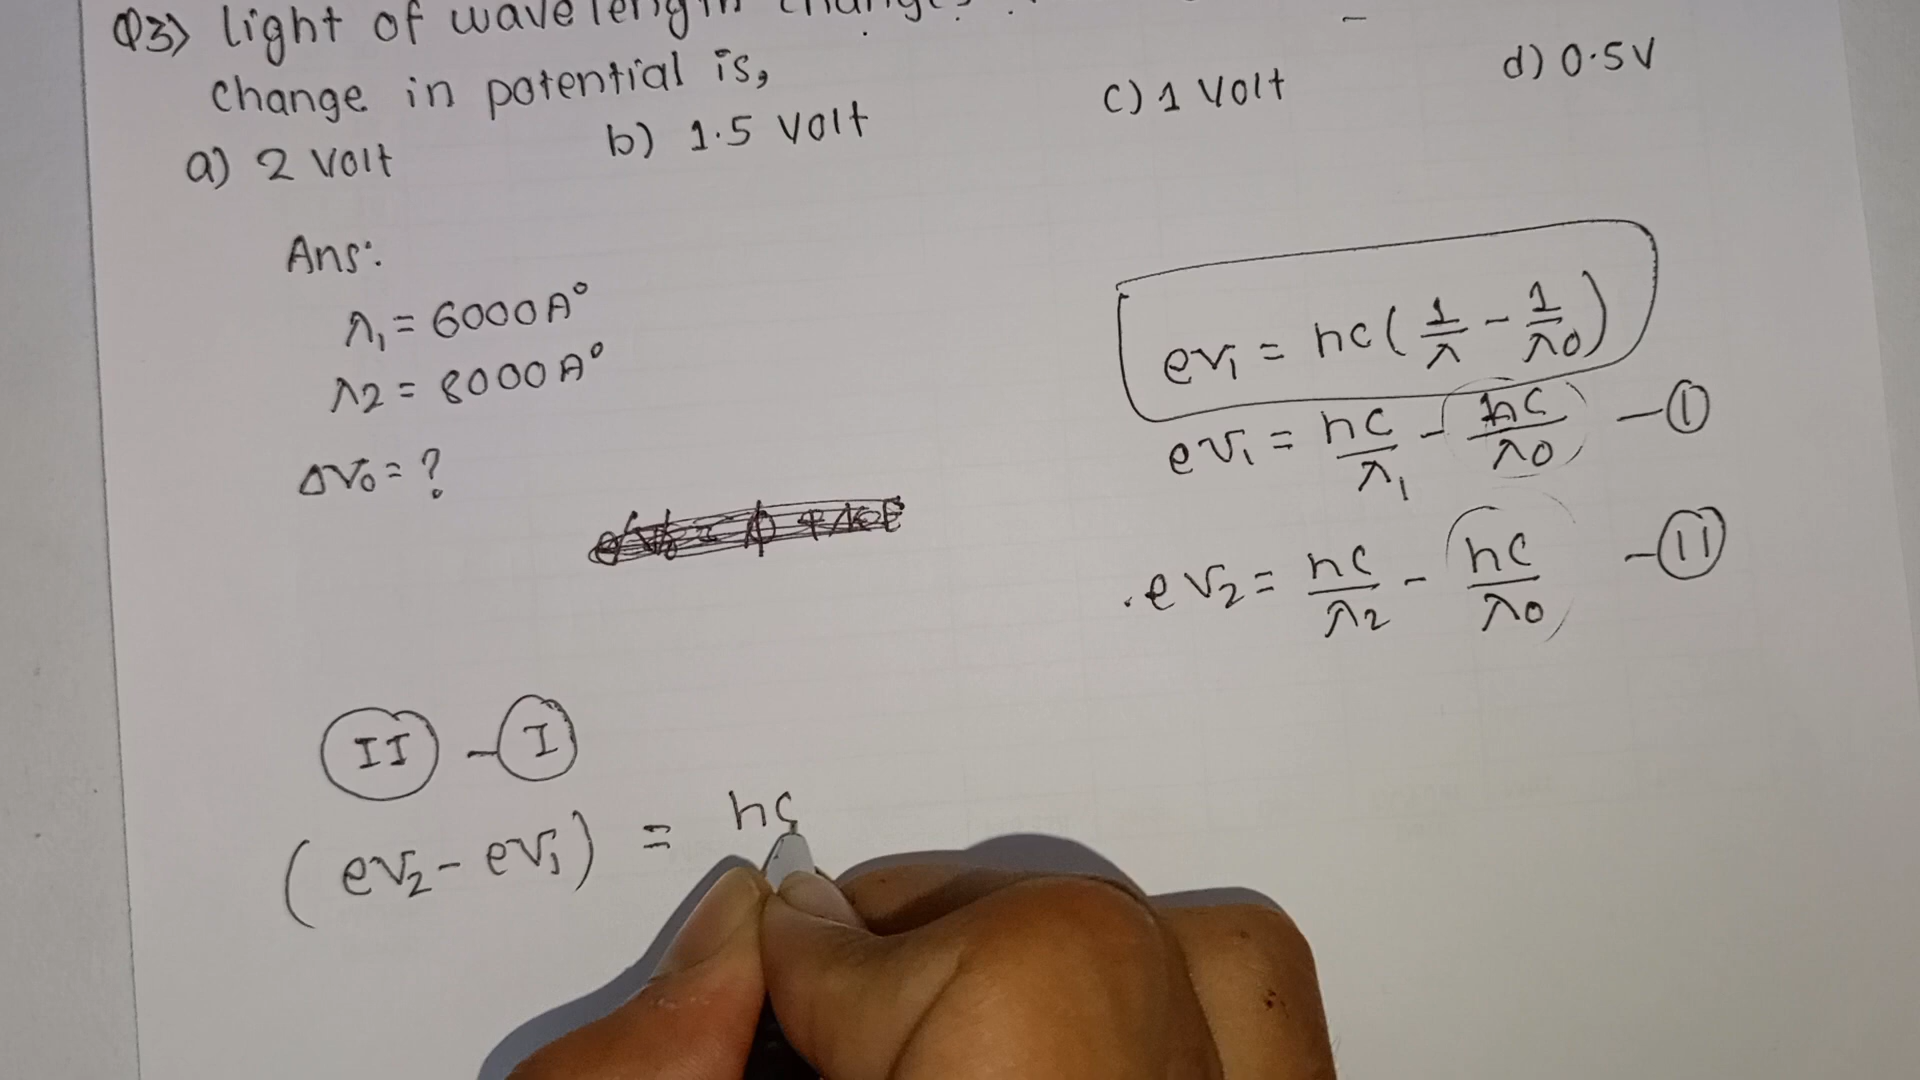 Q3) light of wavelength
change in potential is,
a) 2 volt b) 1.5 volt c) 1 volt d) 0.5V
Ans:
λ₁ = 6000A°
λ2 = 8000A°
ΔV₀ = ?
ev₁ = hc(1/λ - 1/λ0)
ev₁ = hc/λ₁ - hc/λ0 - I
ev₂ = hc/λ2 - hc/λ0 - II
II - I
(ev₂ - ev₁) = hc